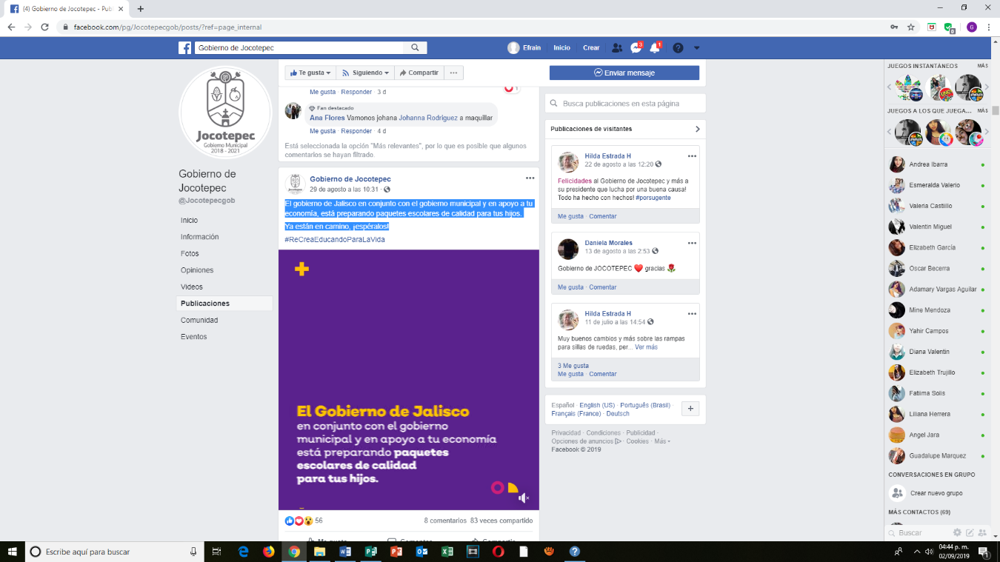 (4) Gobierno de Jocotepec - Publ
facebook.com/pg/Jocotepecgob/posts/?ref=page_internal
Gobierno de Jocotepec
Efrain
Inicio
Crear
3
1
Jocotepec
Gobierno Municipal
2018 - 2021
Gobierno de
Jocotepec
@Jocotepecgob
Inicio
Información
Fotos
Opiniones
Videos
Publicaciones
Comunidad
Eventos
Te gusta
Siguiendo
Compartir
Enviar mensaje
Me gusta · Responder · 3 d
1
Fan destacado
Ana Flores Vamonos johana Johanna Rodriguez a maquillar
Me gusta · Responder · 4 d
Está seleccionada la opción "Más relevantes", por lo que es posible que algunos
comentarios se hayan filtrado.
Gobierno de Jocotepec
29 de agosto a las 10:31 ·
El gobierno de Jalisco en conjunto con el gobierno municipal y en apoyo a tu
economía, está preparando paquetes escolares de calidad para tus hijos.
Ya están en camino, ¡espéralos!
#ReCreaEducandoParaLaVida
El Gobierno de Jalisco
en conjunto con el gobierno
municipal y en apoyo a tu economía
está preparando paquetes
escolares de calidad
para tus hijos.
56
8 comentarios 83 veces compartido
Me gusta
Comentar
Compartir
Busca publicaciones en esta página
Publicaciones de visitantes
Hilda Estrada H
22 de agosto a las 12:20
Felicidades al Gobierno de Jocotepec y más a
su presidente que lucha por una buena causa!
Todo ha hecho con hechos! #porsugente
Me gusta · Comentar
Daniela Morales
13 de agosto a las 2:53
Gobierno de JOCOTEPEC ❤️ gracias 🌹
Me gusta · Comentar
Hilda Estrada H
11 de julio a las 14:54
Muy buenos cambios y más sobre las rampas
para sillas de ruedas, per... Ver más
3 Me gusta
Me gusta · Comentar
Español · English (US) · Português (Brasil) ·
Français (France) · Deutsch
Privacidad · Condiciones · Publicidad ·
Opciones de anuncios · Cookies · Más
Facebook © 2019
JUEGOS INSTANTÁNEOS MÁS
JUEGOS A LOS QUE JUEGA... MÁS
Andrea Ibarra
Esmeralda Valerio
Valeria Castillo
Valentin Miguel
Elizabeth García
Oscar Becerra
Adamary Vargas Aguilar
Mine Mendoza
Yahir Campos
Diana Valentin
Elizabeth Trujillo
Fatiima Solis
Liliana Herrera
Angel Jara
Guadalupe Marquez
CONVERSACIONES EN GRUPO
Crear nuevo grupo
MÁS CONTACTOS (69)
Buscar
Escribe aquí para buscar
04:44 p. m.
02/09/2019